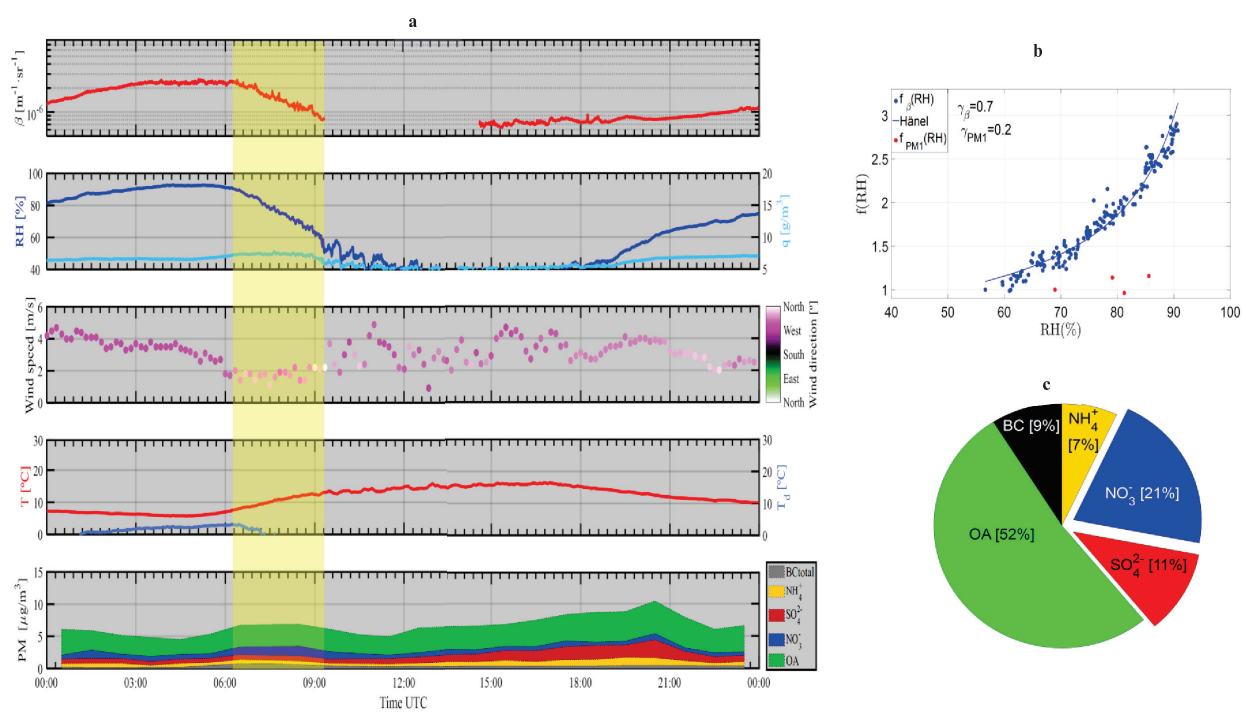 a
β [m⁻¹·sr⁻¹]
10⁻⁶
RH [%]
100
80
60
40
20
15
10
5
q [g/m³]
Wind speed [m/s]
6
4
2
0
North
West
South
East
North
Wind direction [°]
T [°C]
30
20
10
0
30
20
10
0
T_d [°C]
PM [μg/m³]
15
10
5
0
BCtotal
NH₄⁺
SO₄²⁻
NO₃⁻
OA
00:00 03:00 06:00 09:00 12:00 15:00 18:00 21:00 00:00
Time UTC
b
f_β(RH)
Hänel
f_PM1(RH)
γ_β=0.7
γ_PM1=0.2
f(RH)
3
2.5
2
1.5
1
40 50 60 70 80 90 100
RH(%)
c
BC [9%]
NH₄⁺
[7%]
NO₃⁻ [21%]
SO₄²⁻ [11%]
OA [52%]